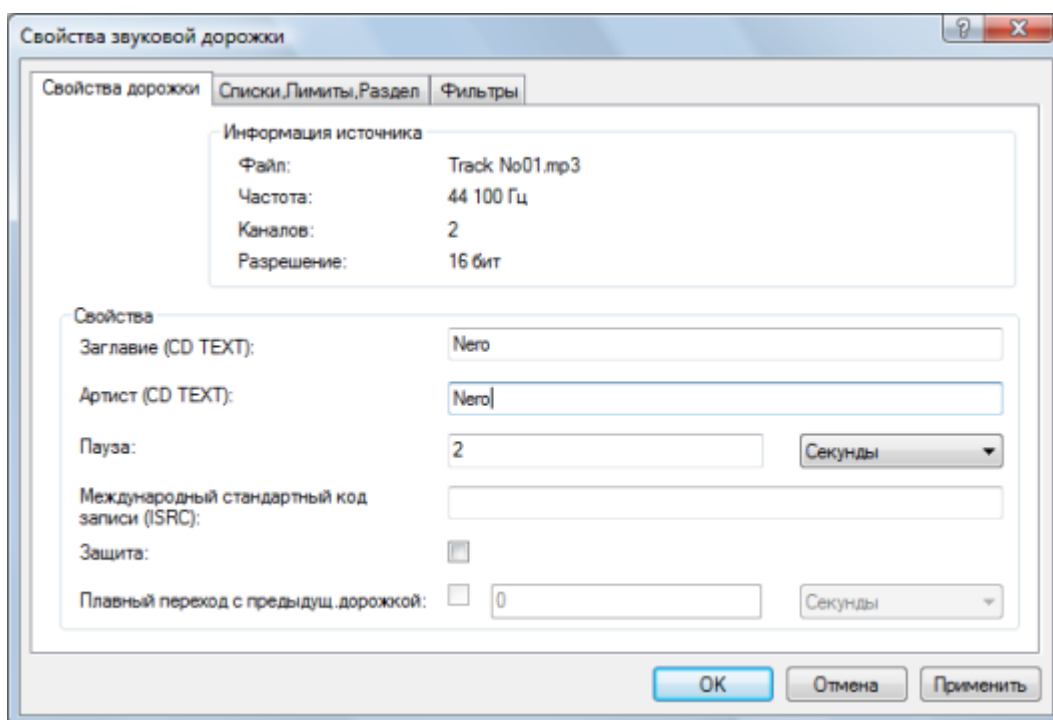 Свойства звуковой дорожки
Свойства дорожки Списки,Лимиты,Раздел Фильтры
Информация источника
Файл: Track No01.mp3
Частота: 44 100 Гц
Каналов: 2
Разрешение: 16 бит
Свойства
Заглавие (CD TEXT): Nero
Артист (CD TEXT): Nero
Пауза: 2 Секунды
Международный стандартный код
записи (ISRC):
Защита:
Плавный переход с предыдущ.дорожкой: 0 Секунды
OK Отмена Применить